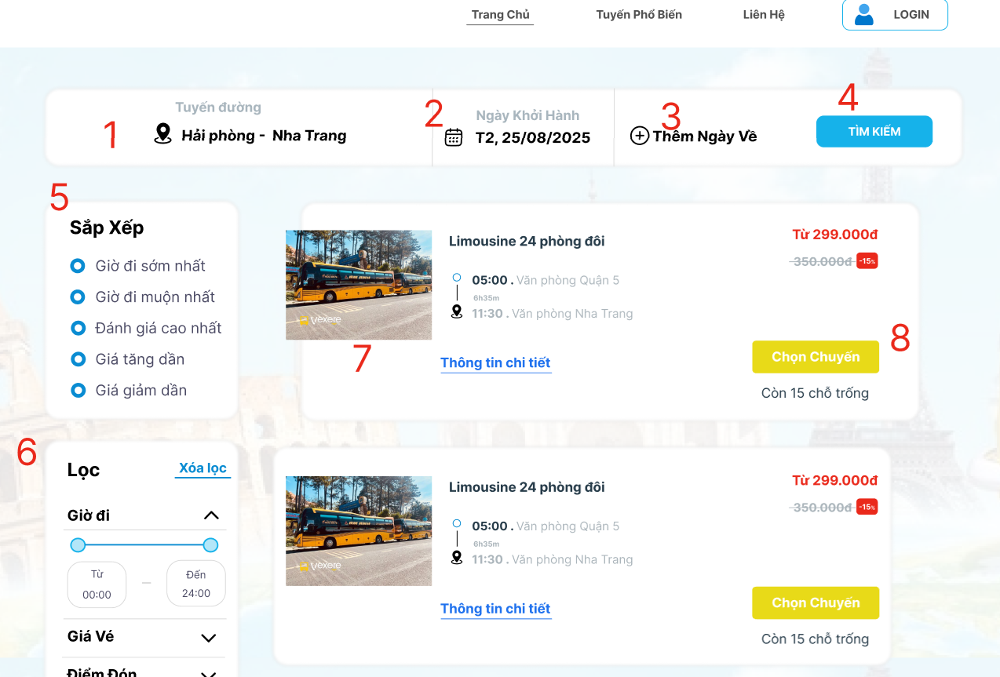 Trang Chủ
Tuyến Phổ Biến
Liên Hệ
LOGIN
1
Tuyến đường
Hải phòng - Nha Trang
2
Ngày Khởi Hành
T2, 25/08/2025
3
Thêm Ngày Về
4
TÌM KIẾM
5
Sắp Xếp
Giờ đi sớm nhất
Giờ đi muộn nhất
Đánh giá cao nhất
Giá tăng dần
Giá giảm dần
Limousine 24 phòng đôi
Từ 299.000đ
350.000đ -15%
05:00 . Văn phòng Quận 5
6h35m
11:30 . Văn phòng Nha Trang
vexere
7
Thông tin chi tiết
8
Chọn Chuyến
Còn 15 chỗ trống
6
Lọc
Xóa lọc
Giờ đi
Từ
00:00
–
Đến
24:00
Giá Vé
Điểm Đón
Limousine 24 phòng đôi
Từ 299.000đ
350.000đ -15%
05:00 . Văn phòng Quận 5
6h35m
11:30 . Văn phòng Nha Trang
vexere
Thông tin chi tiết
Chọn Chuyến
Còn 15 chỗ trống